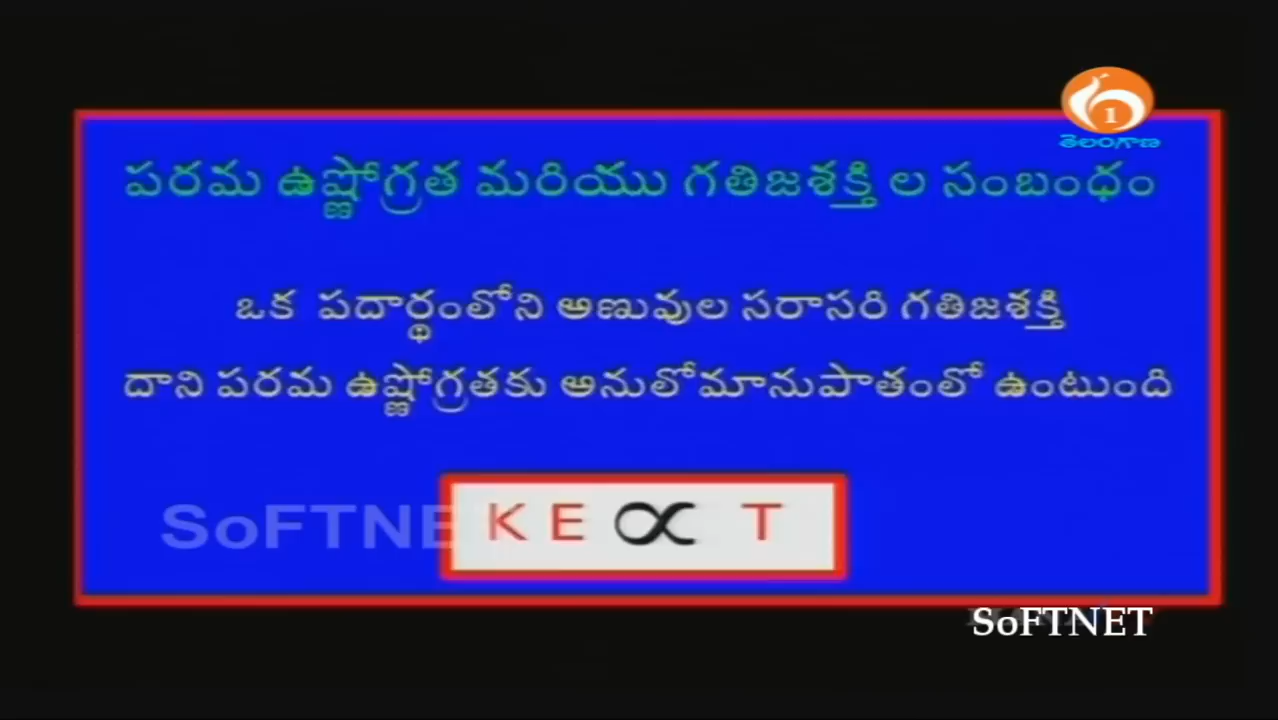 1
తెలంగాణ
పరమ ఉష్ణోగ్రత మరియు గతిజశక్తి ల సంబంధం
ఒక పదార్థంలోని అణువుల సరాసరి గతిజశక్తి
దాని పరమ ఉష్ణోగ్రతకు అనులోమానుపాతంలో ఉంటుంది
SoFTNE
K E ∝ T
SoFTNET